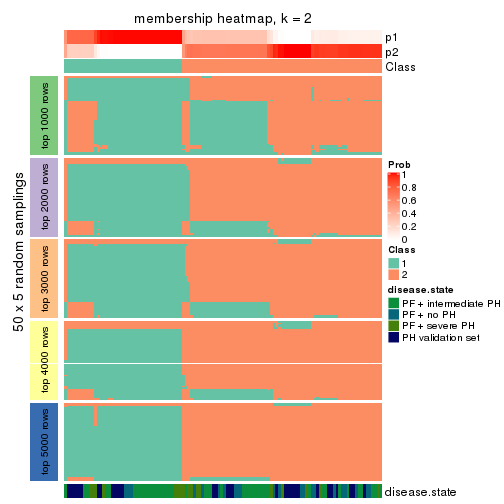 membership heatmap, k = 2
p1
p2
Class
50 x 5 random samplings
top 1000 rows
top 2000 rows
top 3000 rows
top 4000 rows
top 5000 rows
Prob
1
0.8
0.6
0.4
0.2
0
Class
1
2
disease.state
PF + intermediate PH
PF + no PH
PF + severe PH
PH validation set
disease.state